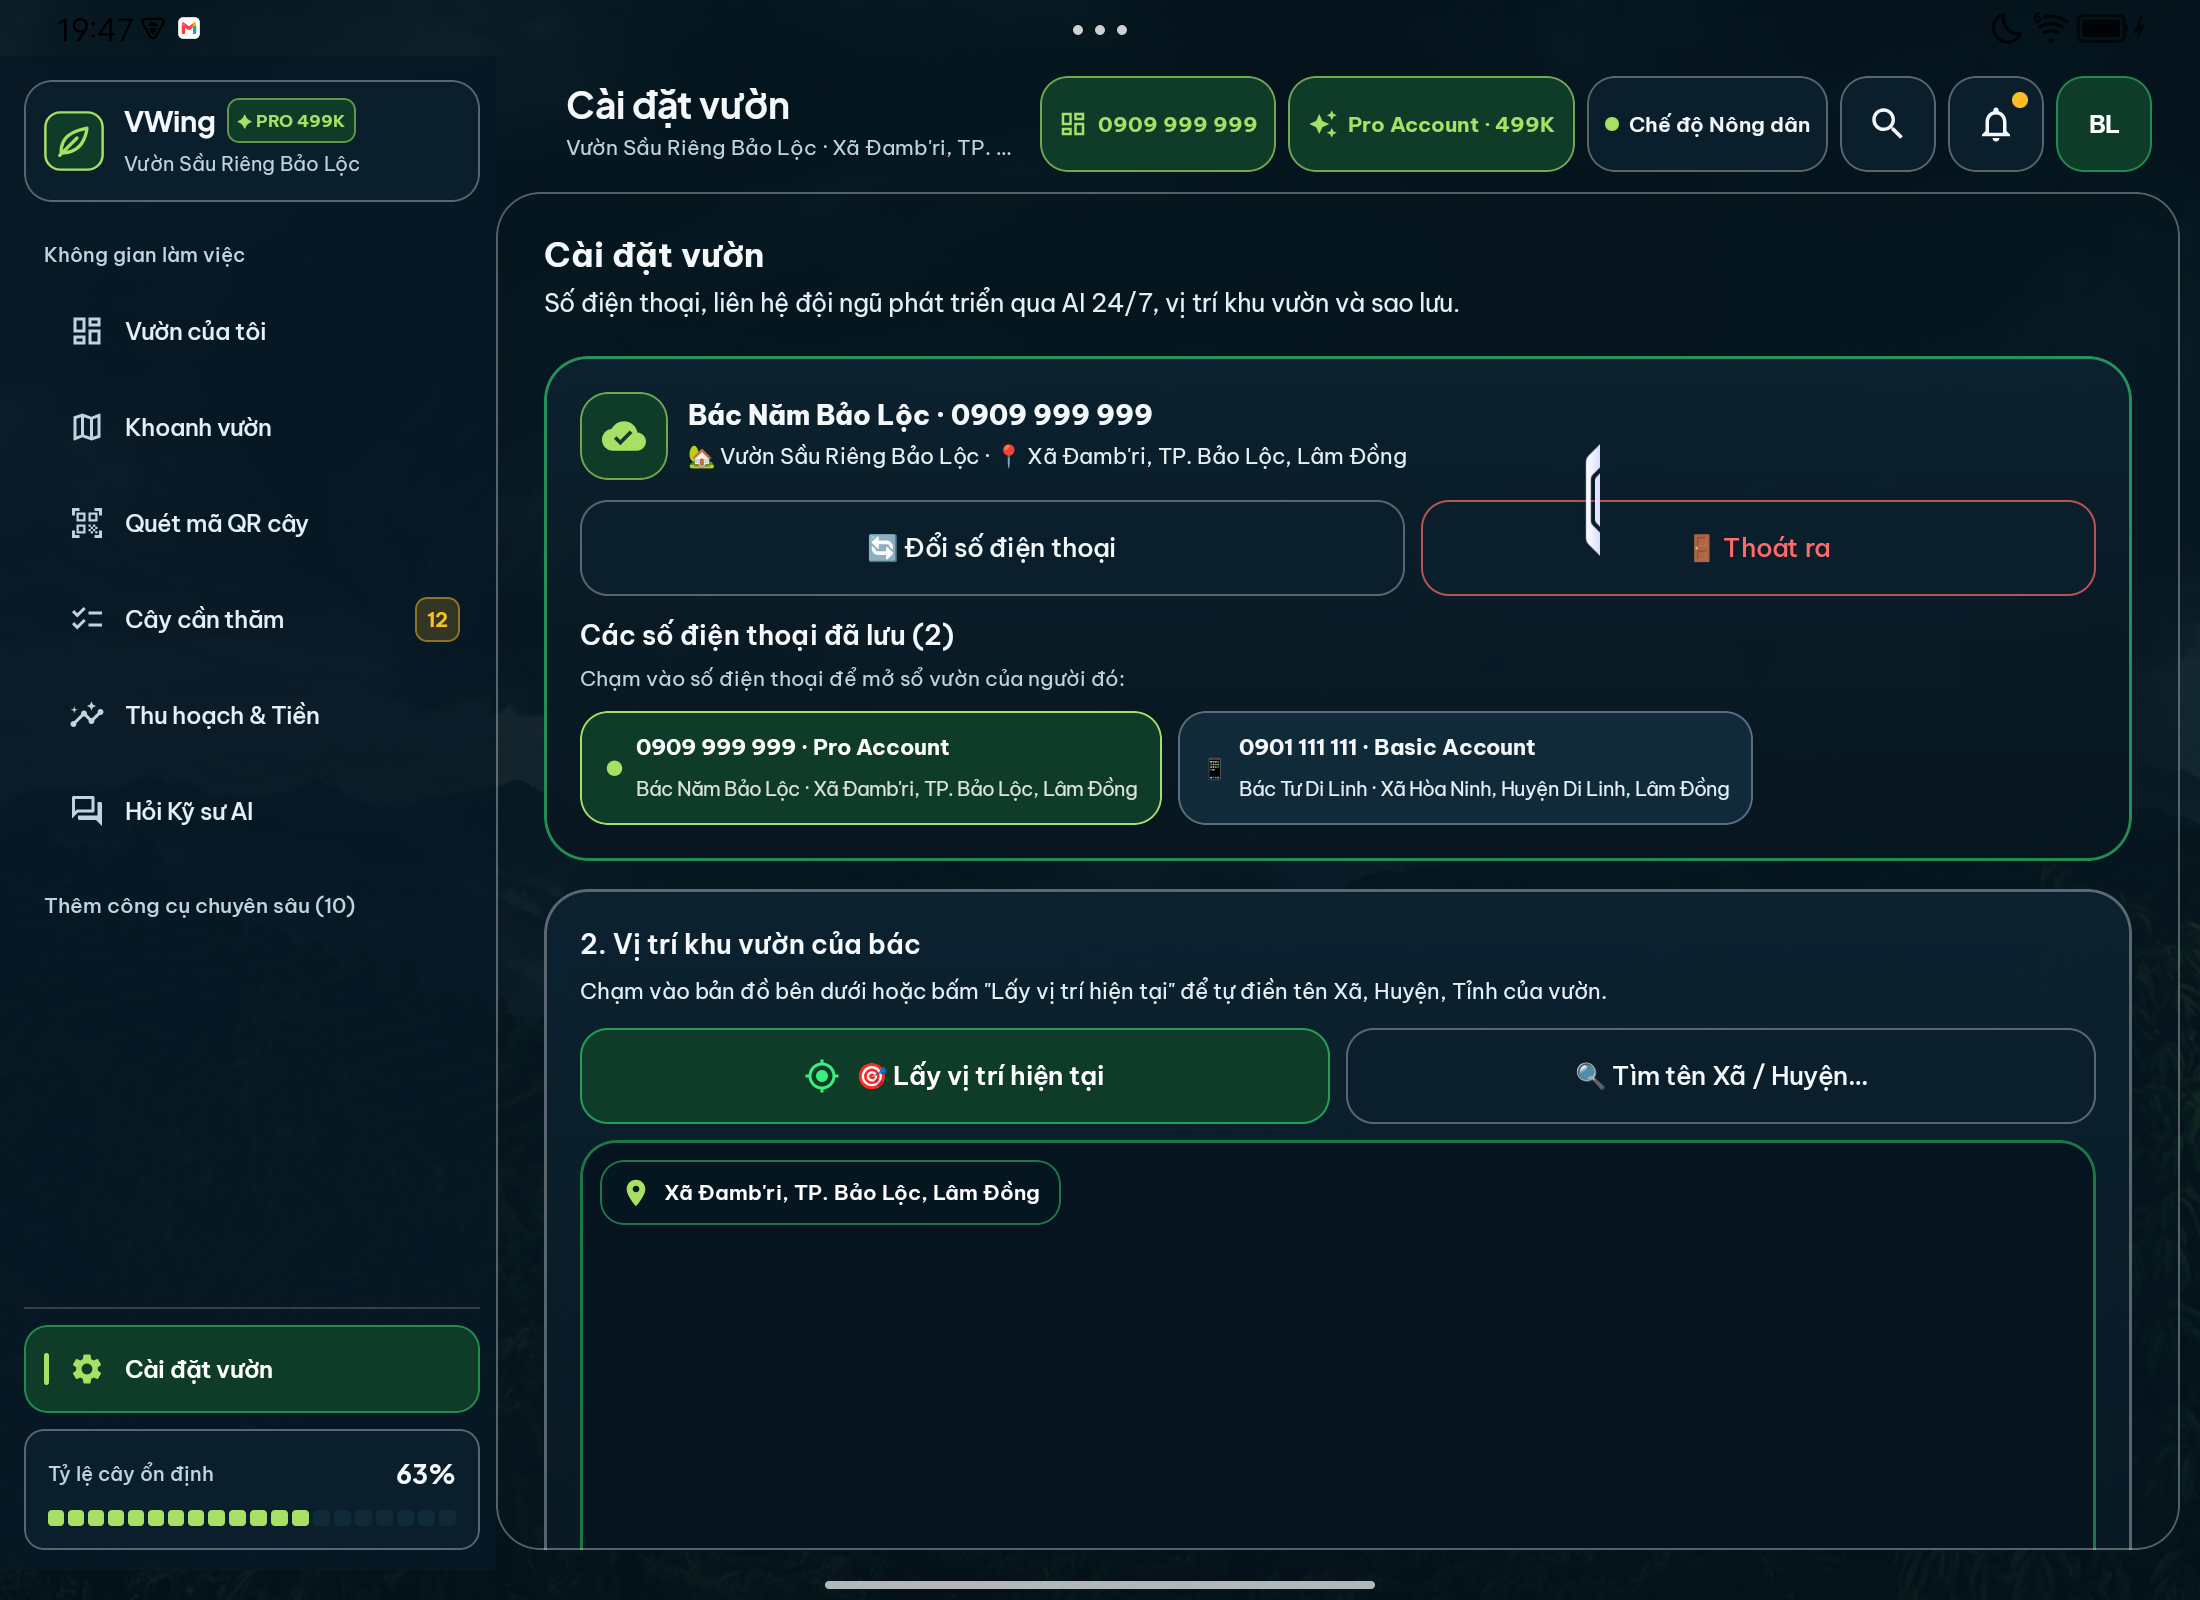 19:47
VWing
PRO 499K
Vườn Sầu Riêng Bảo Lộc
Không gian làm việc
Vườn của tôi
Khoanh vườn
Quét mã QR cây
Cây cần thăm
12
Thu hoạch & Tiền
Hỏi Kỹ sư AI
Thêm công cụ chuyên sâu (10)
Cài đặt vườn
Tỷ lệ cây ổn định
63%
Cài đặt vườn
Vườn Sầu Riêng Bảo Lộc · Xã Đamb'ri, TP. ...
0909 999 999
Pro Account · 499K
Chế độ Nông dân
BL
Cài đặt vườn
Số điện thoại, liên hệ đội ngũ phát triển qua AI 24/7, vị trí khu vườn và sao lưu.
Bác Năm Bảo Lộc · 0909 999 999
🏡 Vườn Sầu Riêng Bảo Lộc · 📍 Xã Đamb'ri, TP. Bảo Lộc, Lâm Đồng
🔄 Đổi số điện thoại
🚪 Thoát ra
Các số điện thoại đã lưu (2)
Chạm vào số điện thoại để mở sổ vườn của người đó:
0909 999 999 · Pro Account
Bác Năm Bảo Lộc · Xã Đamb'ri, TP. Bảo Lộc, Lâm Đồng
0901 111 111 · Basic Account
Bác Tư Di Linh · Xã Hòa Ninh, Huyện Di Linh, Lâm Đồng
2. Vị trí khu vườn của bác
Chạm vào bản đồ bên dưới hoặc bấm "Lấy vị trí hiện tại" để tự điền tên Xã, Huyện, Tỉnh của vườn.
🎯 Lấy vị trí hiện tại
🔍 Tìm tên Xã / Huyện...
Xã Đamb'ri, TP. Bảo Lộc, Lâm Đồng